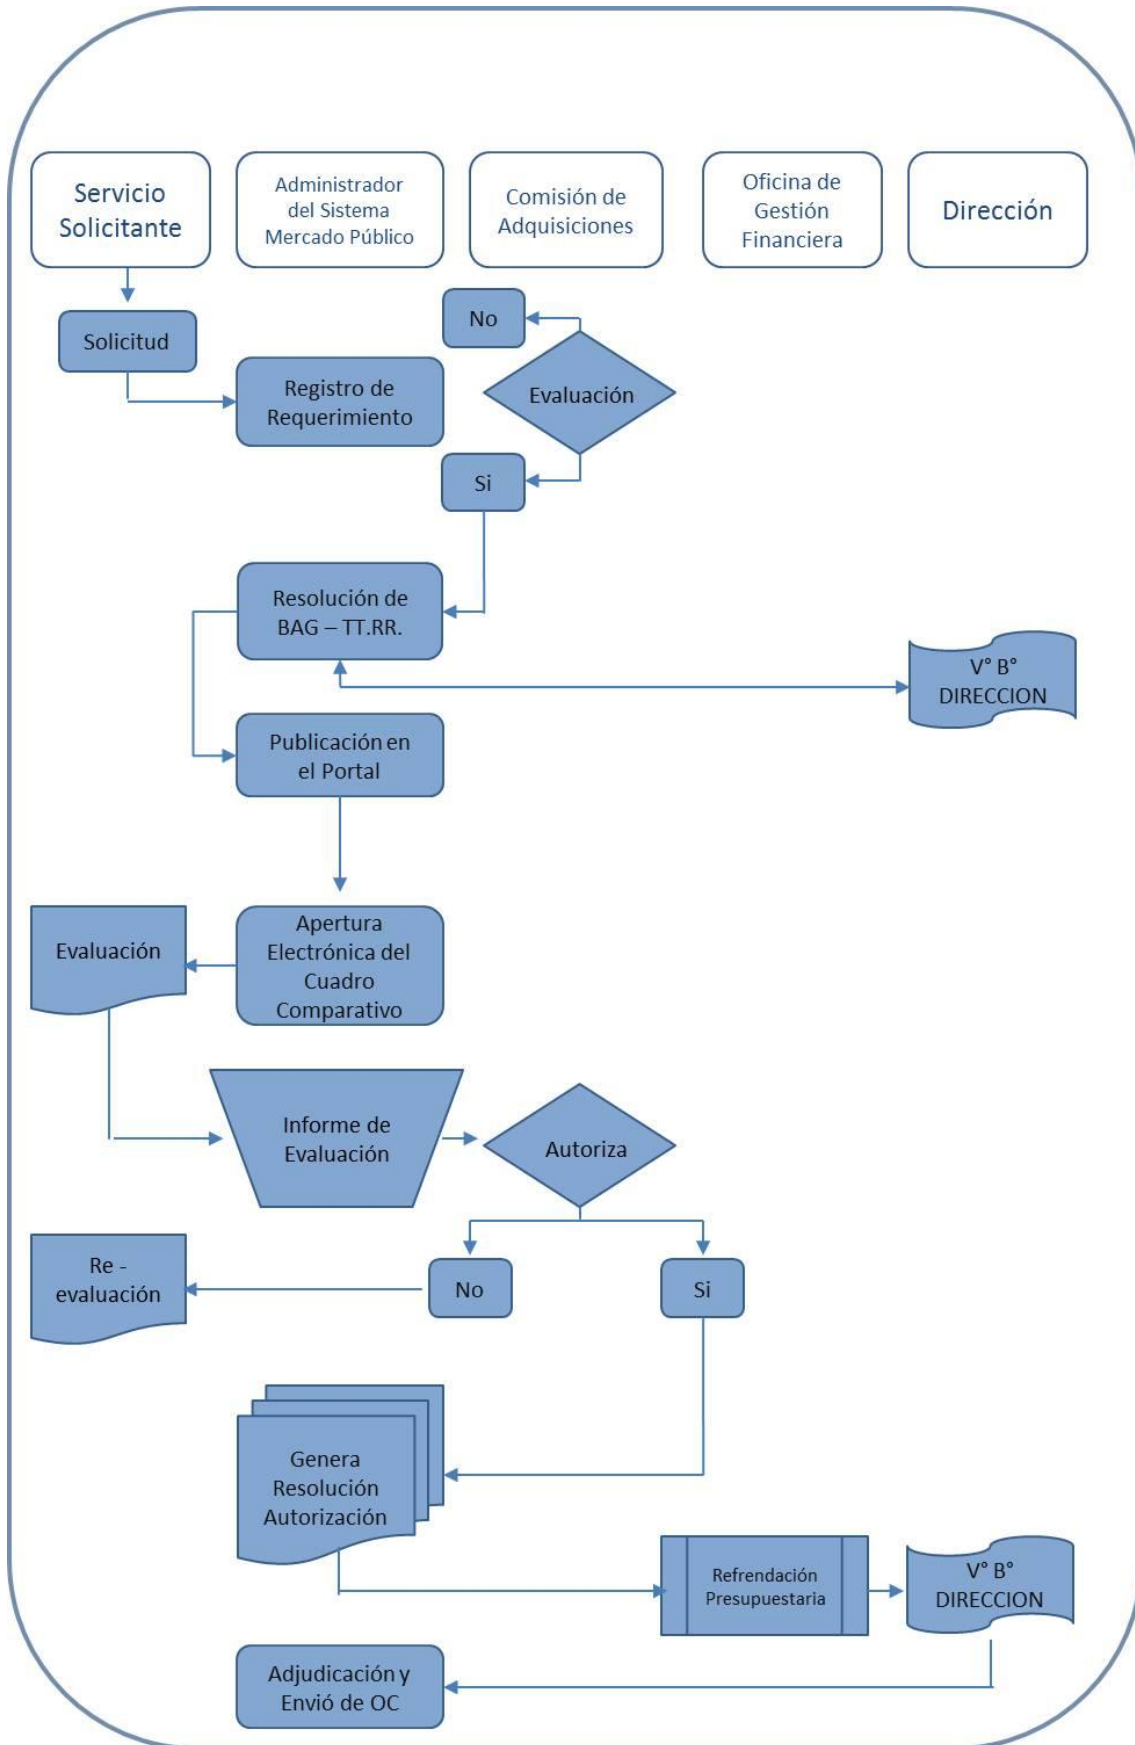 Servicio
Solicitante
Administrador
del Sistema
Mercado Público
Comisión de
Adquisiciones
Oficina de
Gestión
Financiera
Dirección
Solicitud
No
Registro de
Requerimiento
Evaluación
Si
Resolución de
BAG – TT.RR.
V° B°
DIRECCION
Publicación en
el Portal
Evaluación
Apertura
Electrónica del
Cuadro
Comparativo
Informe de
Evaluación
Autoriza
Re -
evaluación
No
Si
Genera
Resolución
Autorización
Refrendación
Presupuestaria
V° B°
DIRECCION
Adjudicación y
Envió de OC